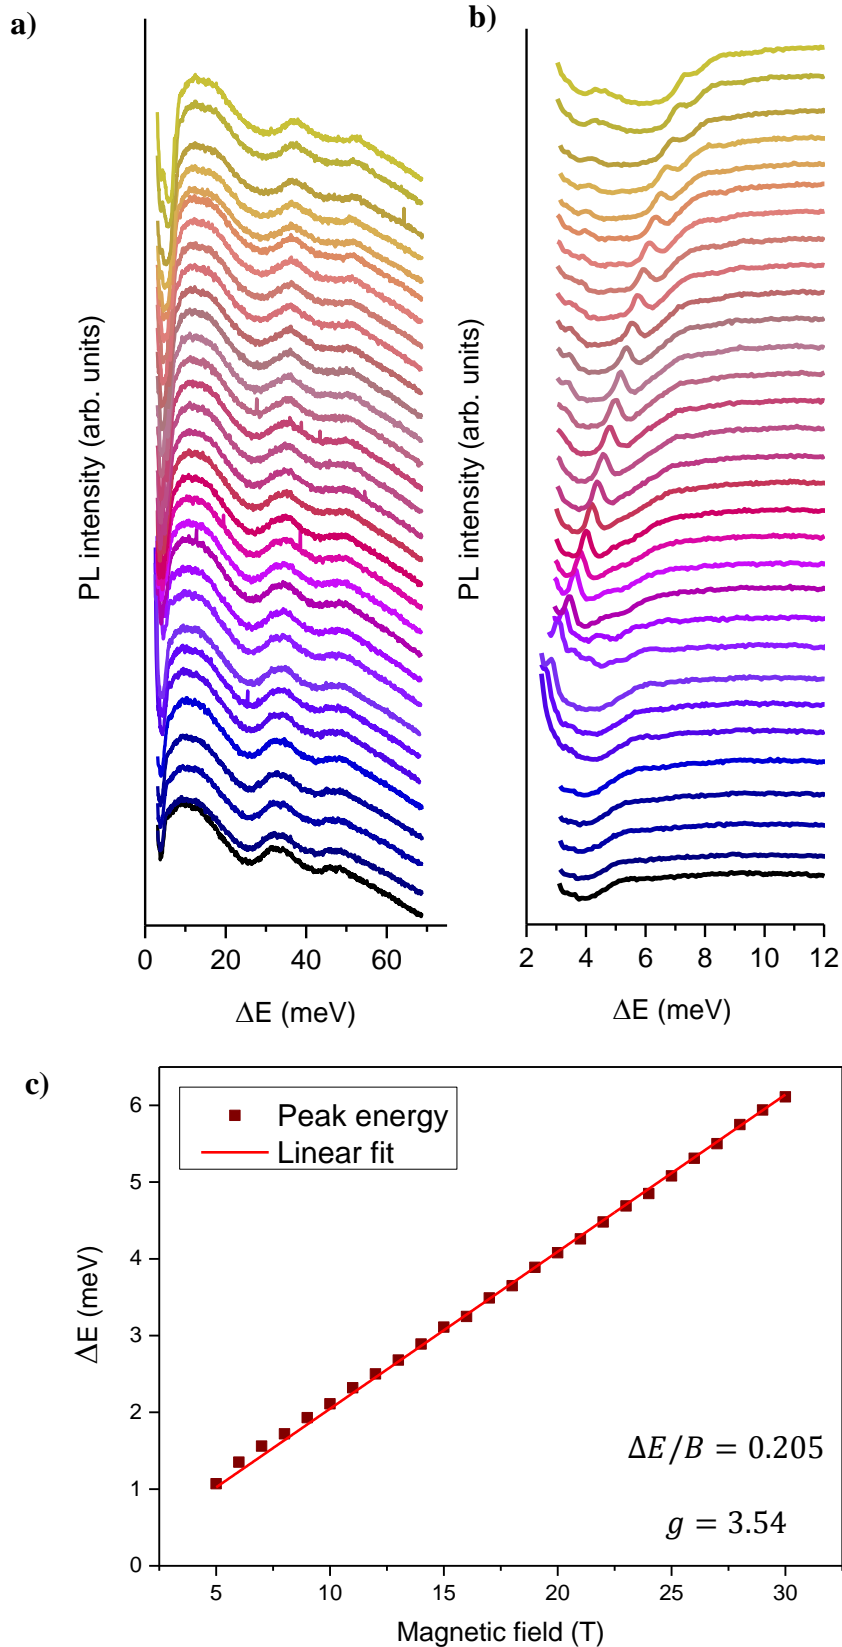 a)
PL intensity (arb. units)
0 20 40 60
ΔE (meV)
b)
PL intensity (arb. units)
2 4 6 8 10 12
ΔE (meV)
c)
Peak energy
Linear fit
ΔE (meV)
6
5
4
3
2
1
0
ΔE/B = 0.205
g = 3.54
5 10 15 20 25 30
Magnetic field (T)